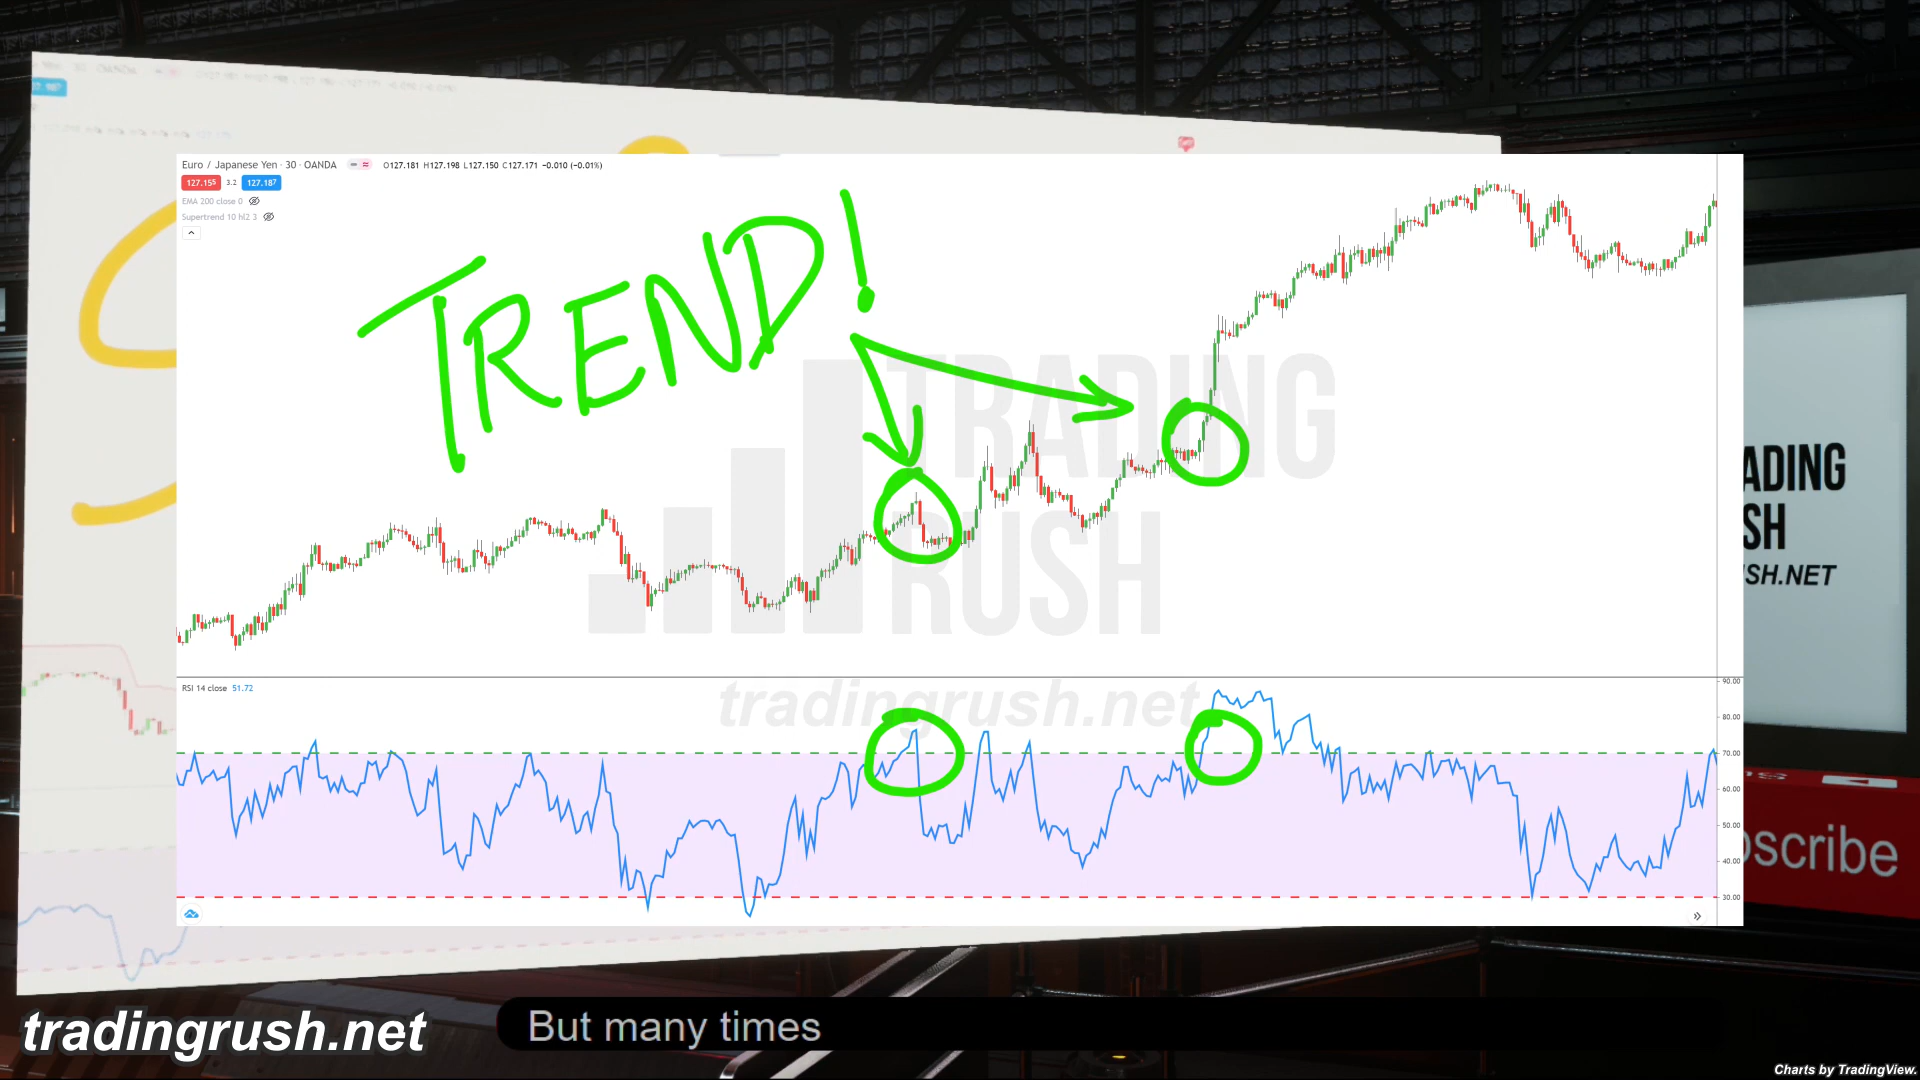 Euro / Japanese Yen · 30 · OANDA O127.181 H127.198 L127.150 C127.171 −0.010 (−0.01%)
127.155 3.2 127.187
EMA 200 close 0
Supertrend 10 hl2 3
TREND!
TRADING
RUSH
tradingrush.net
RSI 14 close 51.72
90.00
80.00
70.00
60.00
50.00
40.00
30.00
ADING
SH
SH.NET
bscribe
tradingrush.net
But many times
Charts by TradingView.